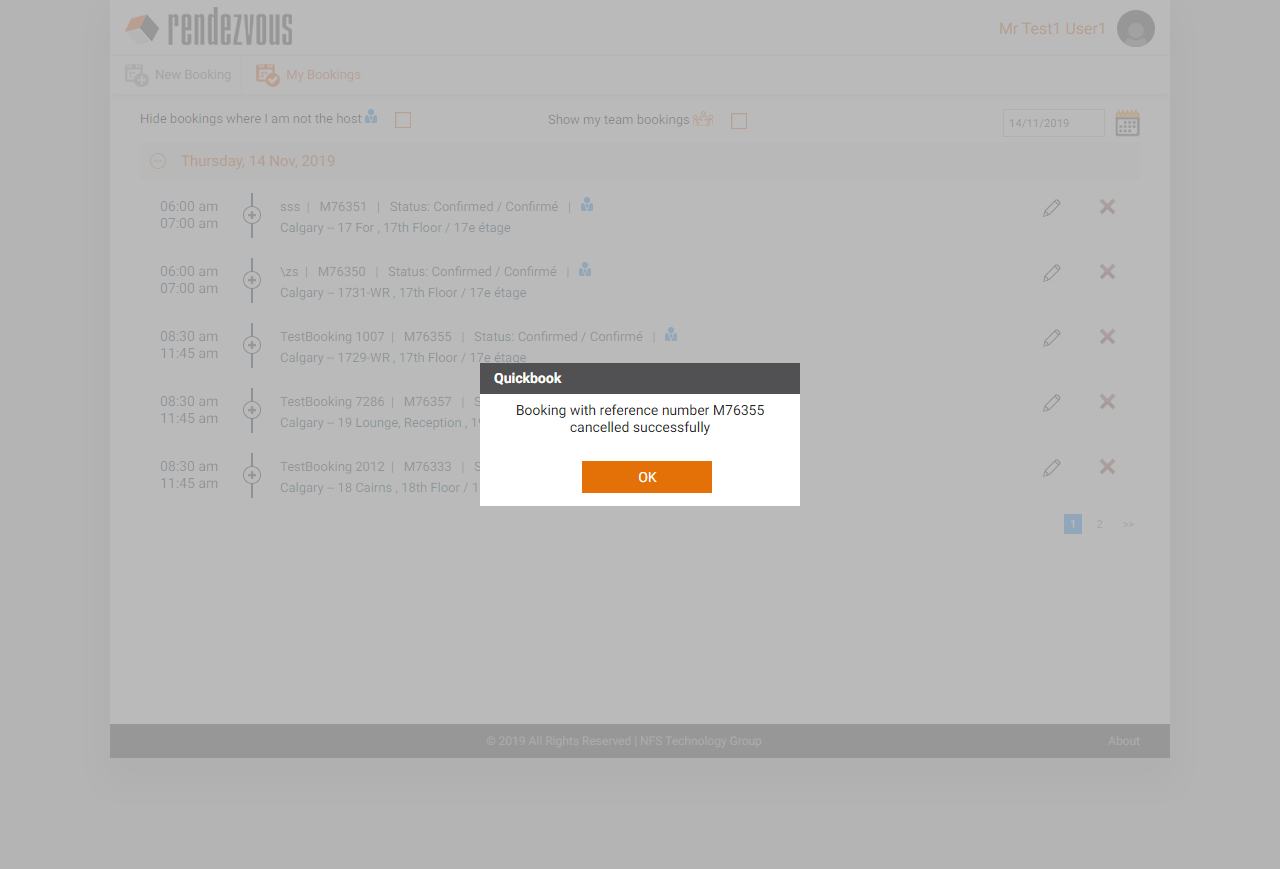 rendezvous
Mr Test1 User1
New Booking
My Bookings
Hide bookings where I am not the host
Show my team bookings
14/11/2019
Thursday, 14 Nov, 2019
06:00 am
07:00 am
sss | M76351 | Status: Confirmed / Confirmé |
Calgary -- 17 For , 17th Floor / 17e étage
06:00 am
07:00 am
\zs | M76350 | Status: Confirmed / Confirmé |
Calgary -- 1731-WR , 17th Floor / 17e étage
08:30 am
11:45 am
TestBooking 1007 | M76355 | Status: Confirmed / Confirmé |
Calgary -- 1729-WR , 17th Floor / 17e étage
08:30 am
11:45 am
TestBooking 7286 | M76357 |
Calgary -- 19 Lounge, Reception ,
08:30 am
11:45 am
TestBooking 2012 | M76333 |
Calgary -- 18 Cairns , 18th Floor /
Quickbook
Booking with reference number M76355
cancelled successfully
OK
1 2 >>
© 2019 All Rights Reserved | NFS Technology Group
About